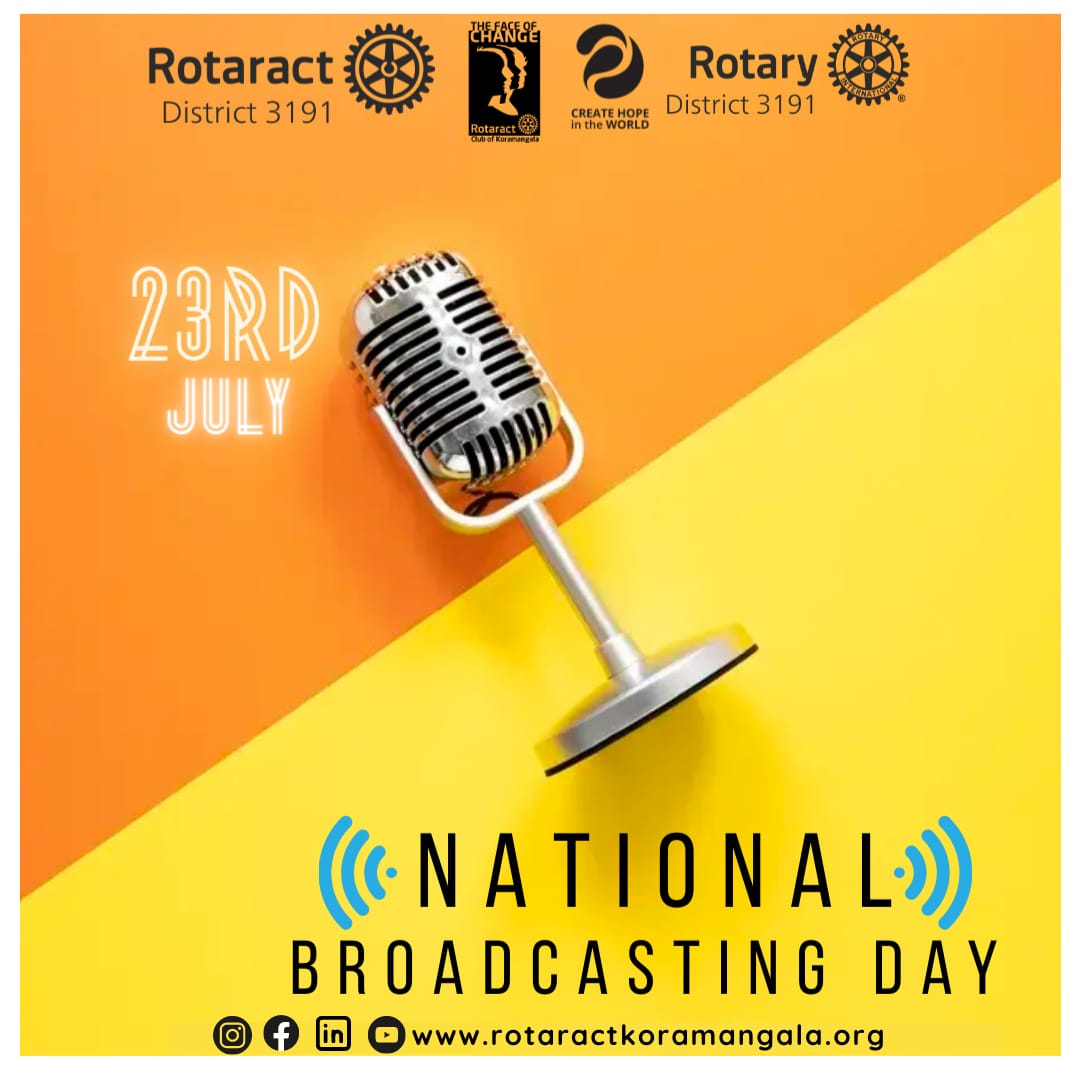 Rotaract
District 3191
THE FACE OF
CHANGE
Rotaract
Club of Koramangala
CREATE HOPE
in the WORLD
Rotary
District 3191
ROTARY
INTERNATIONAL
®
23RD
JULY
NATIONAL
BROADCASTING DAY
in
www.rotaractkoramangala.org